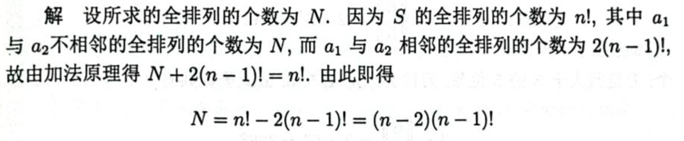 解 设所求的全排列的个数为 N. 因为 S 的全排列的个数为 n!, 其中 a₁
与 a₂不相邻的全排列的个数为 N, 而 a₁ 与 a₂ 相邻的全排列的个数为 2(n − 1)!,
故由加法原理得 N + 2(n − 1)! = n!. 由此即得
N = n! − 2(n − 1)! = (n − 2)(n − 1)!